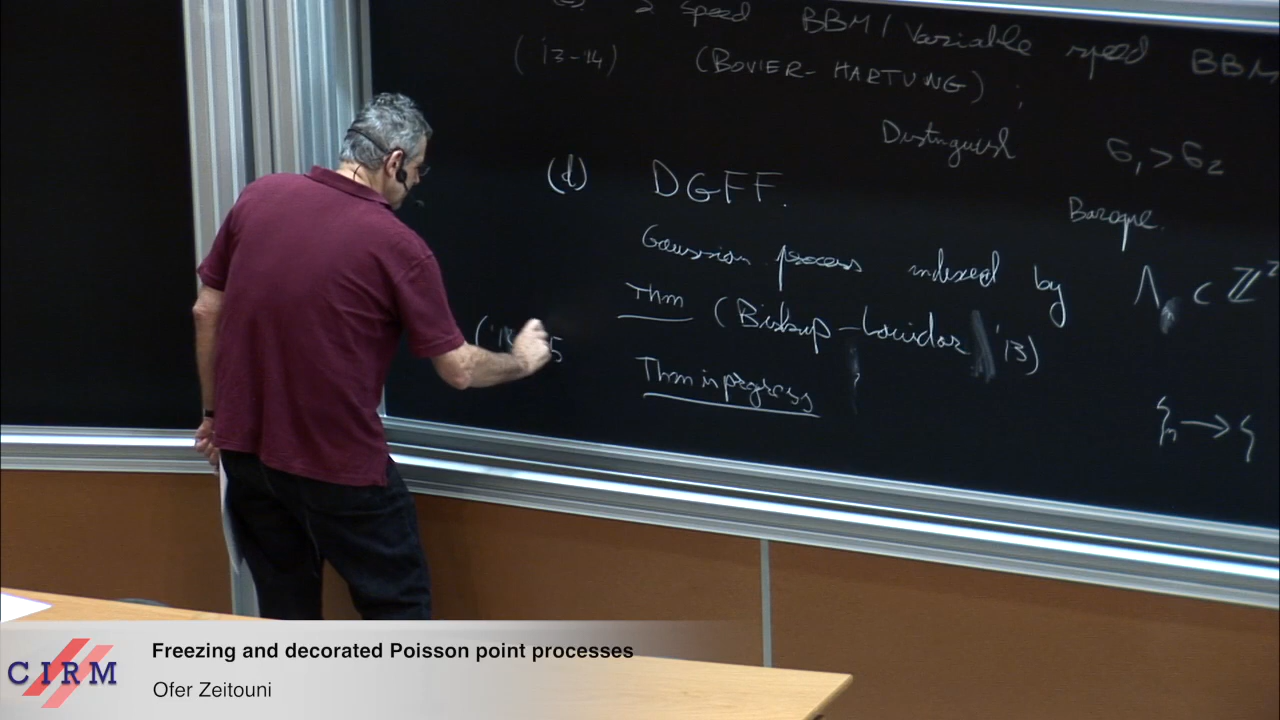 2 speed BBM / Variable speed BBM
('13-14) (BOVIER-HARTUNG) ;
Distinguish σ₁>σ₂
Baroque.
(d) DGFF.
Gaussian process indexed by Λ ⊂ ℤ²
Thm (Biskup-Louidor '13)
Thm in progress
ξₙ→ξ
CIRM
Freezing and decorated Poisson point processes
Ofer Zeitouni